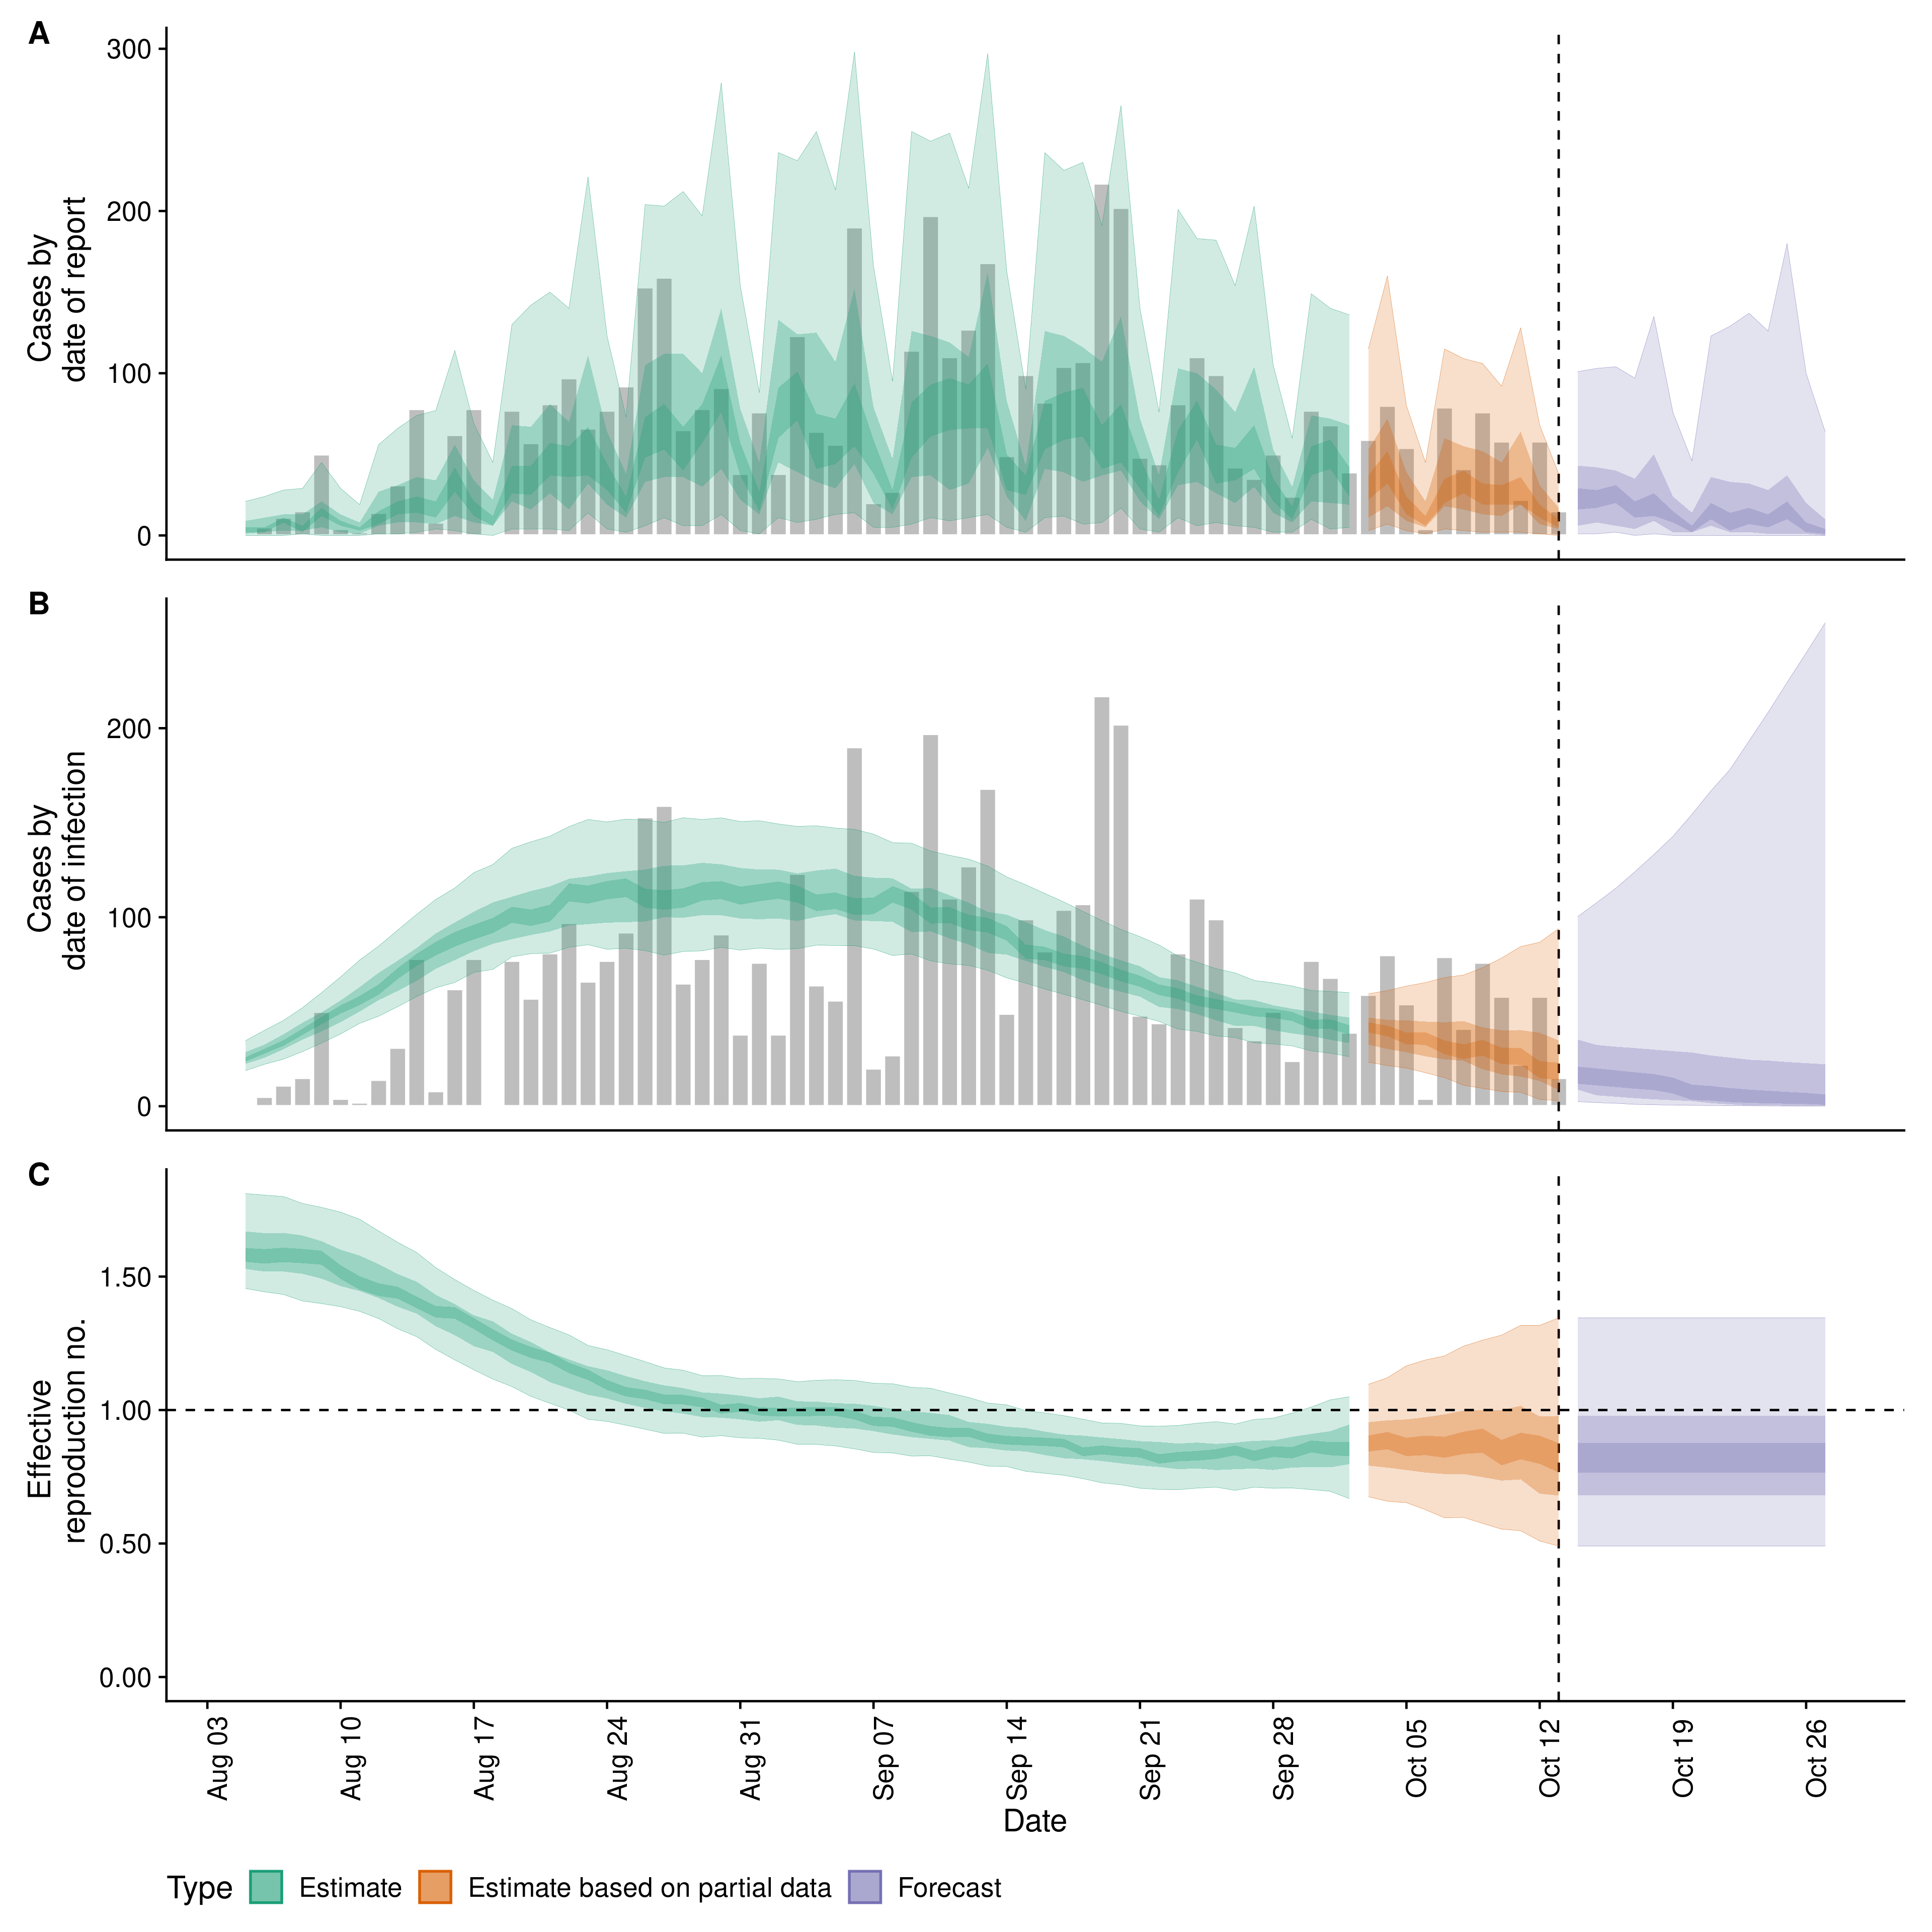 A
300
200
100
0
Cases by
date of report
B
200
100
0
Cases by
date of infection
C
1.50
1.00
0.50
0.00
Effective
reproduction no.
Aug 03
Aug 10
Aug 17
Aug 24
Aug 31
Sep 07
Sep 14
Sep 21
Sep 28
Oct 05
Oct 12
Oct 19
Oct 26
Date
Type
Estimate
Estimate based on partial data
Forecast